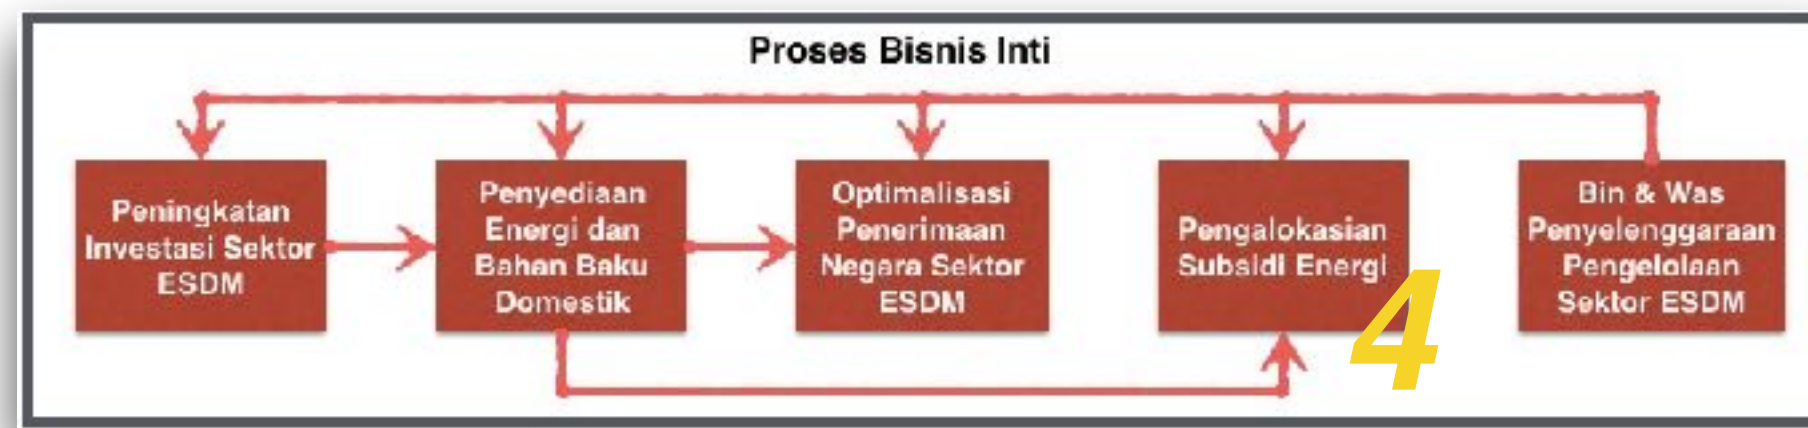 Proses Bisnis Inti
Peningkatan
Investasi Sektor
ESDM
Penyediaan
Energi dan
Bahan Baku
Domestik
Optimalisasi
Penerimaan
Negara Sektor
ESDM
Pengalokasian
Subsidi Energi
4
Bin & Was
Penyelenggaraan
Pengelolaan
Sektor ESDM